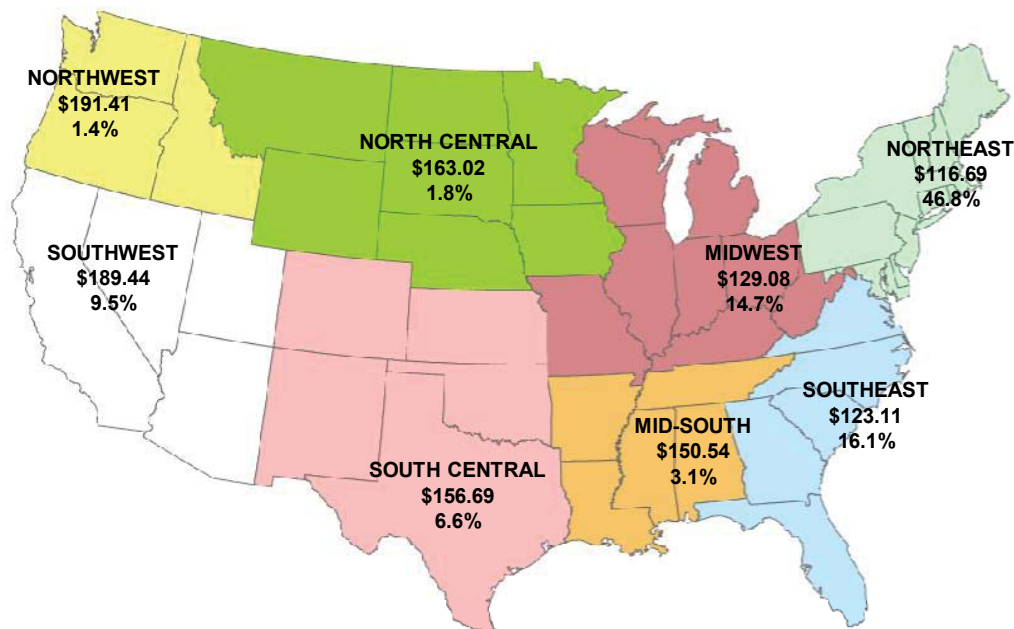 NORTHWEST
$191.41
1.4%
NORTH CENTRAL
$163.02
1.8%
NORTHEAST
$116.69
46.8%
SOUTHWEST
$189.44
9.5%
MIDWEST
$129.08
14.7%
SOUTHEAST
$123.11
16.1%
MID-SOUTH
$150.54
3.1%
SOUTH CENTRAL
$156.69
6.6%